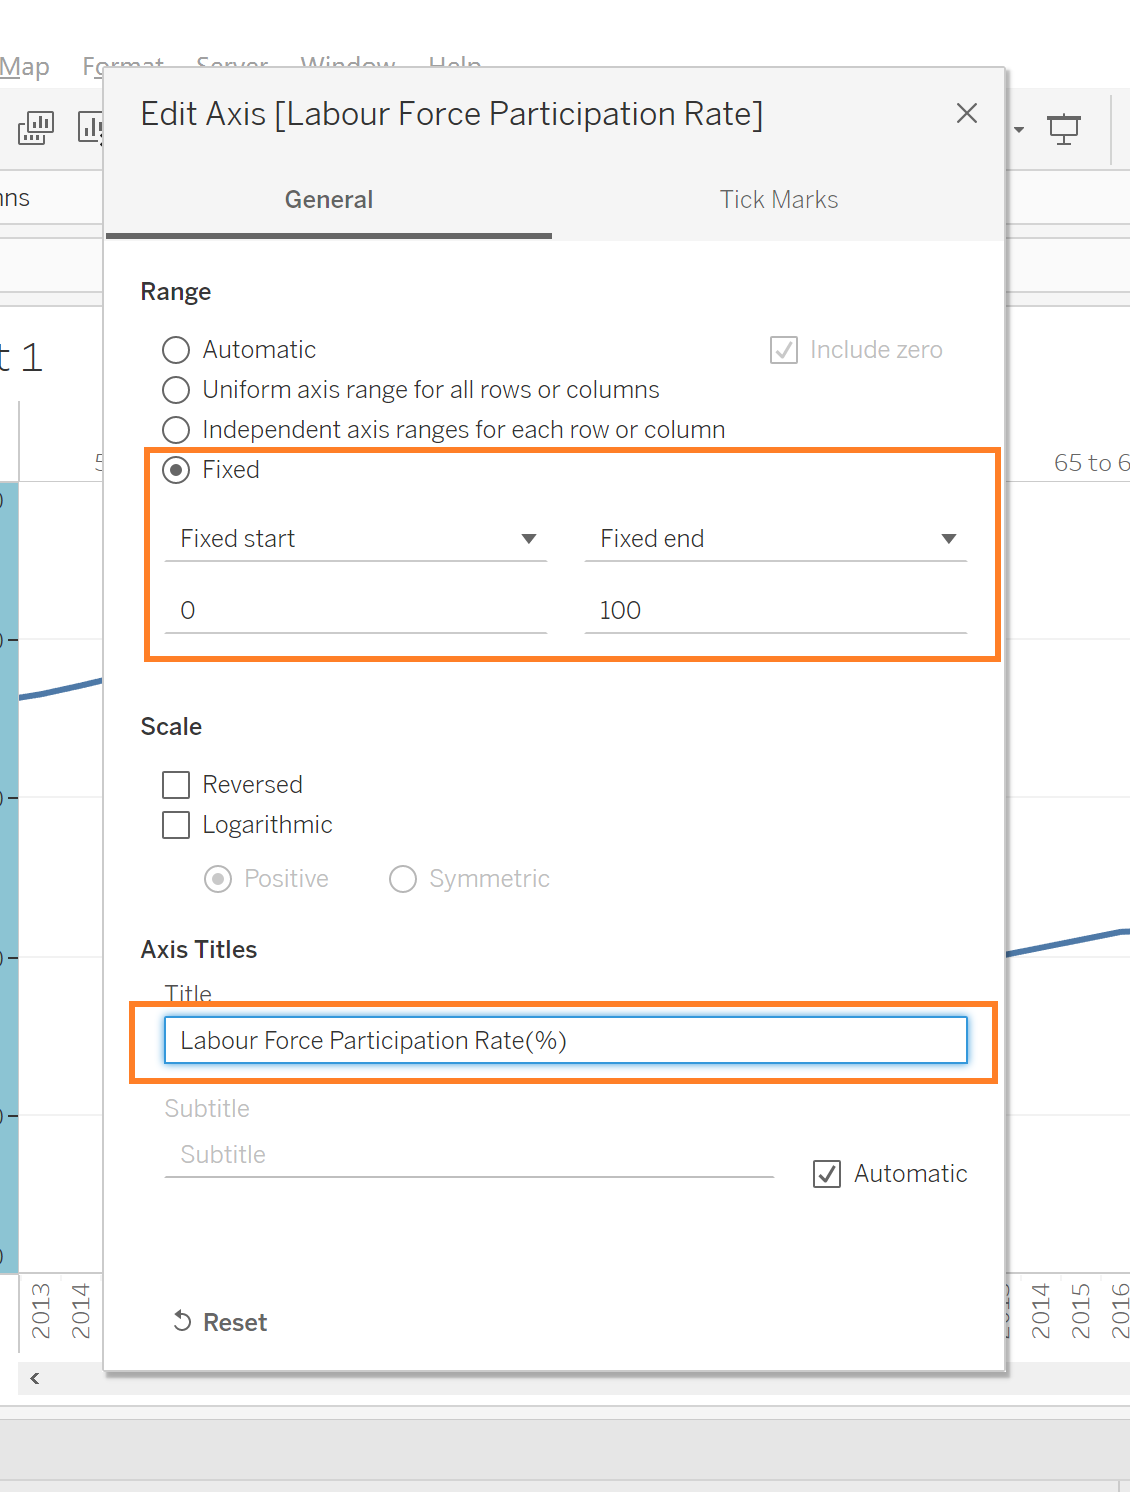 Map Format Server Window Help
Edit Axis [Labour Force Participation Rate]
General Tick Marks
Range
Automatic Include zero
Uniform axis range for all rows or columns
Independent axis ranges for each row or column
Fixed
65 to 6
Fixed start Fixed end
0 100
Scale
Reversed
Logarithmic
Positive Symmetric
Axis Titles
Title
Labour Force Participation Rate(%)
Subtitle
Subtitle
Automatic
2013 2014 2014 2015 2016
Reset